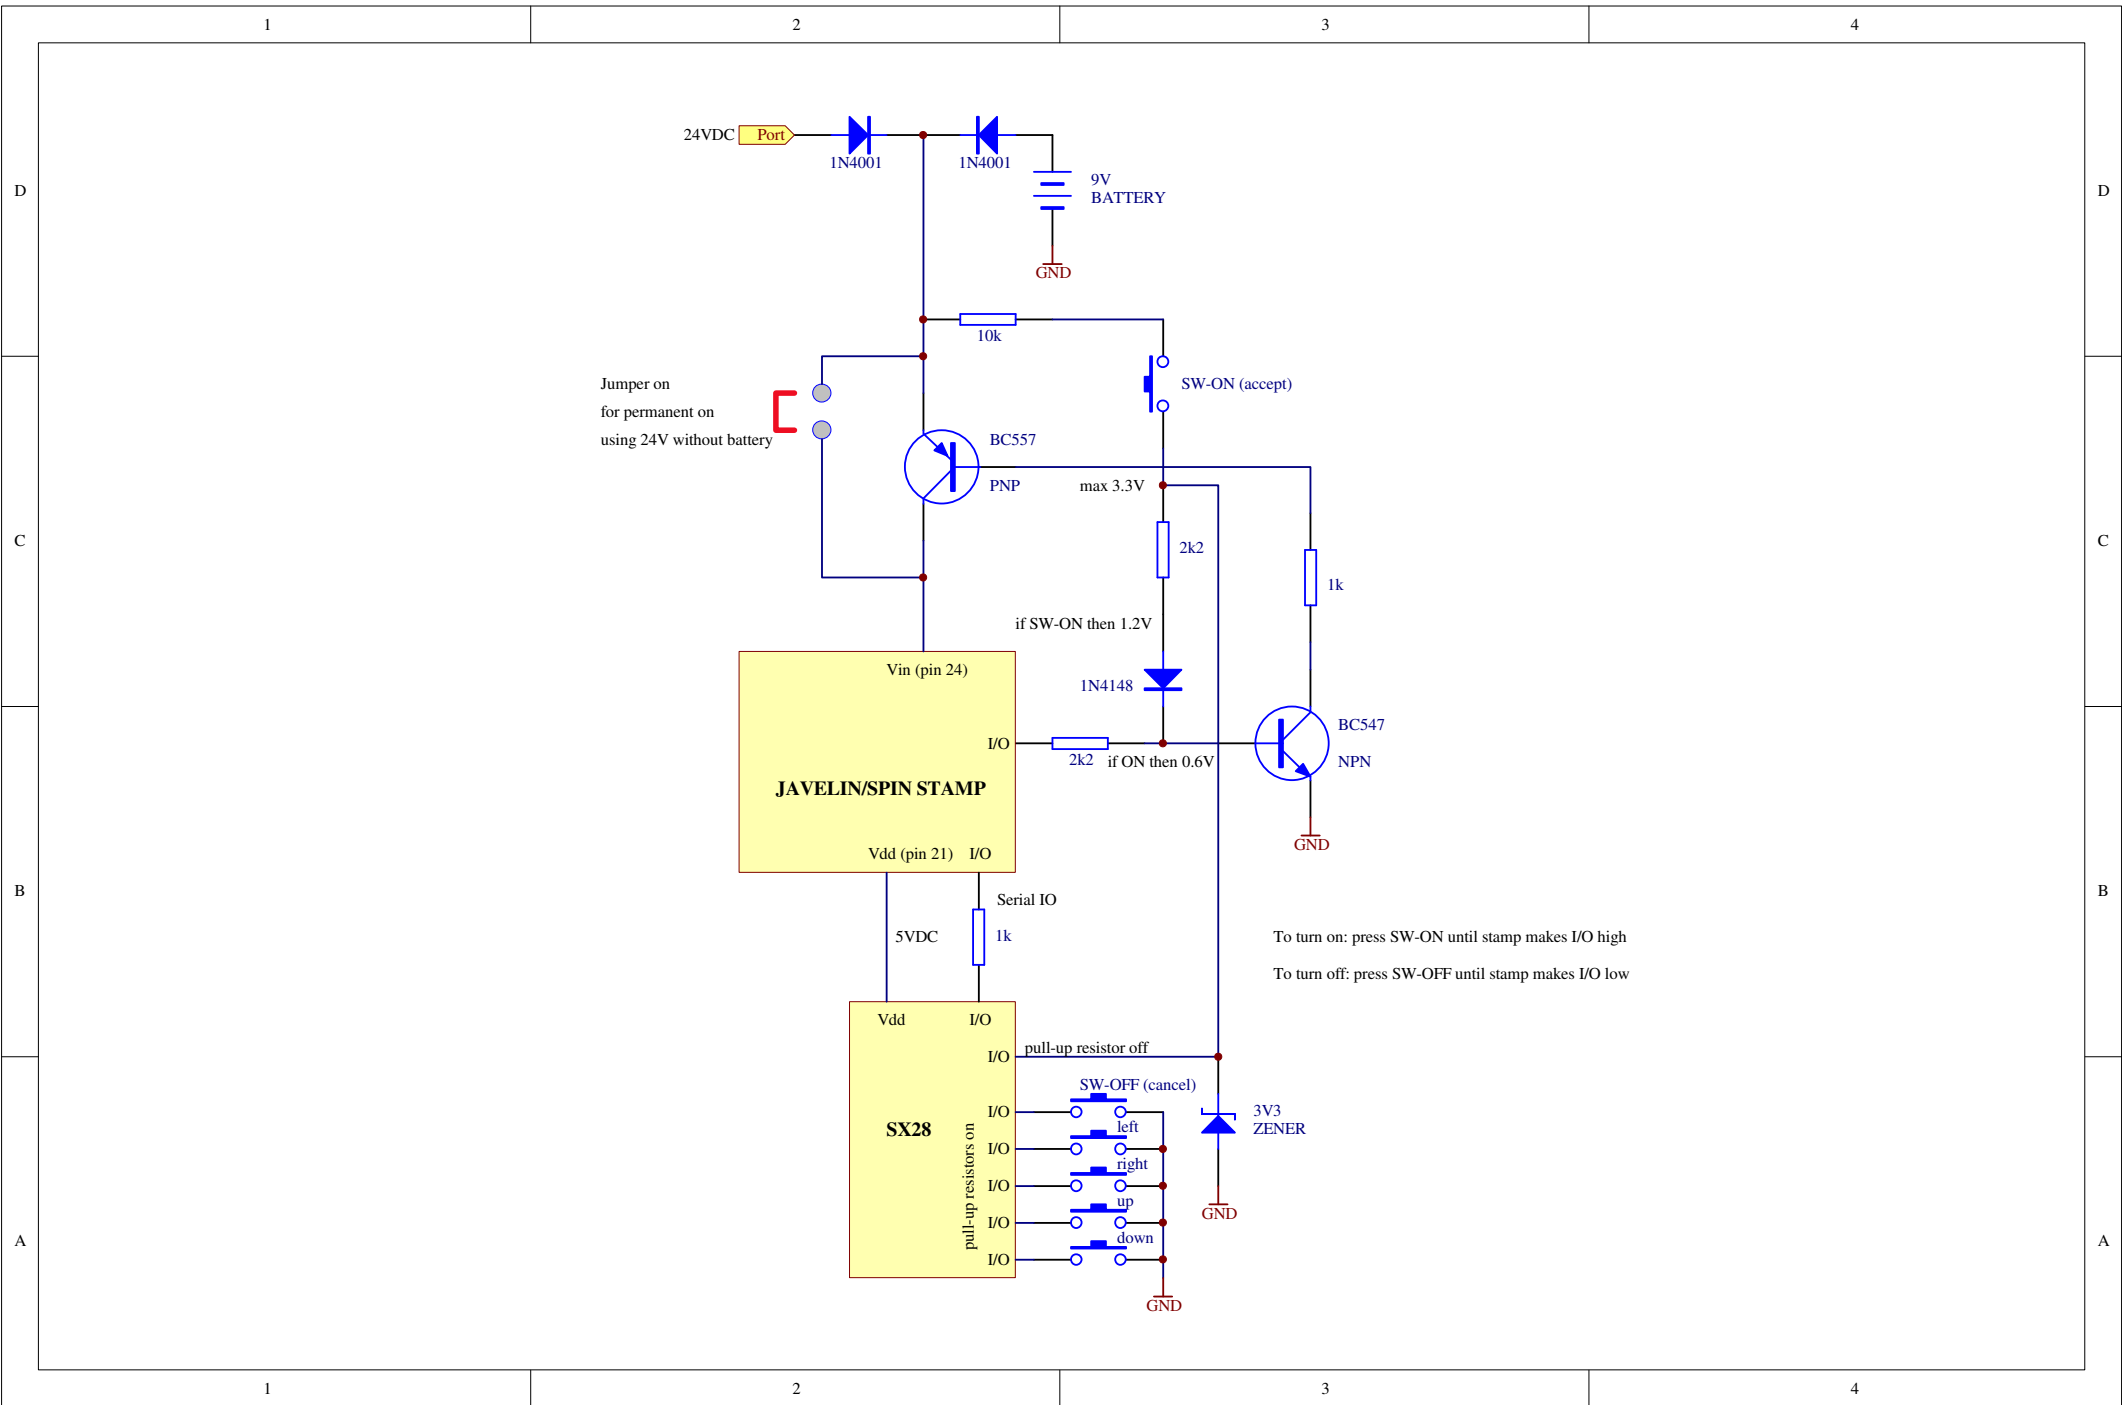 1
2
3
4
24VDC
Port
1N4001
1N4001
9V
BATTERY
D
D
GND
10k
Jumper on
for permanent on
using 24V without battery
SW-ON (accept)
BC557
PNP
max 3.3V
2k2
C
C
1k
if SW-ON then 1.2V
Vin (pin 24)
1N4148
BC547
I/O
2k2
if ON then 0.6V
NPN
JAVELIN/SPIN STAMP
GND
Vdd (pin 21)
I/O
B
B
Serial IO
5VDC
1k
To turn on: press SW-ON until stamp makes I/O high
To turn off: press SW-OFF until stamp makes I/O low
Vdd
I/O
I/O
pull-up resistor off
SW-OFF (cancel)
I/O
3V3
ZENER
SX28
left
I/O
pull-up resistors on
right
I/O
up
I/O
GND
down
I/O
A
A
GND
1
2
3
4